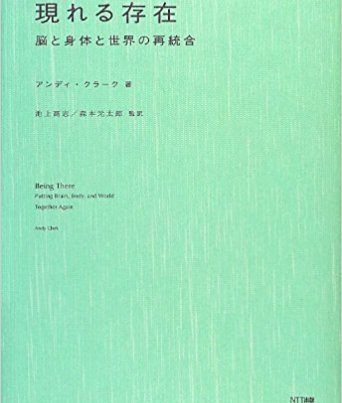 現れる存在
脳と身体と世界の再統合
アンディ・クラーク 著
池上高志/森本元太郎 監訳
Being There
Putting Brain, Body, and World
Together Again
Andy Clark
NTT出版